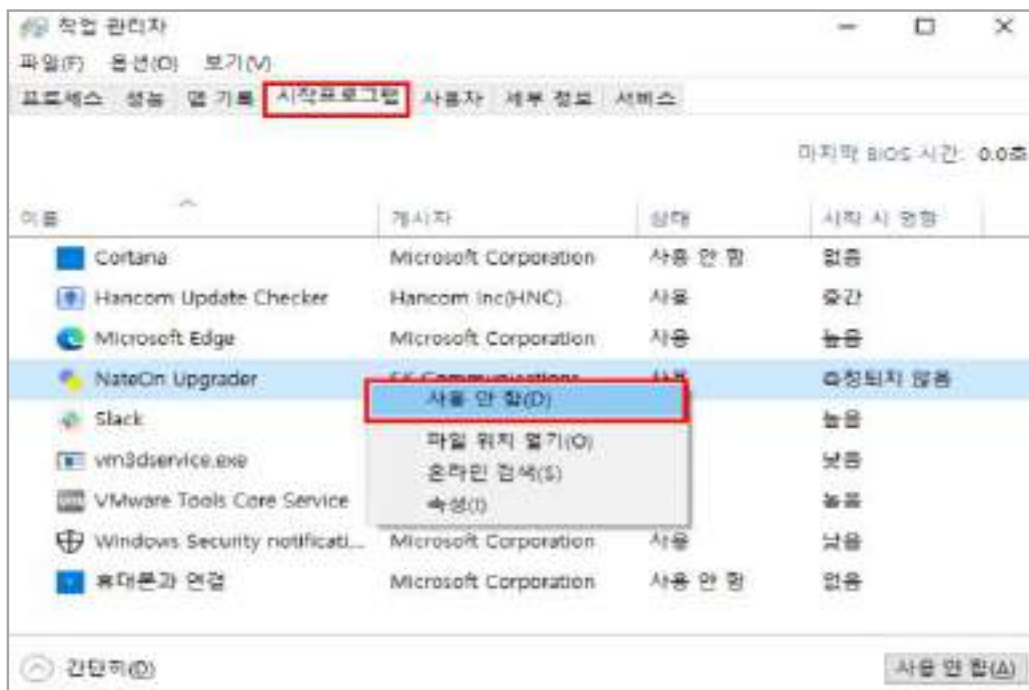 작업 관리자
파일(F) 옵션(O) 보기(V)
프로세스 성능 앱 기록 시작프로그램 사용자 세부 정보 서비스
마지막 BIOS 시간: 0.0초
이름 게시자 상태 시작 시 영향
Cortana Microsoft Corporation 사용 안 함 없음
Hancom Update Checker Hancom Inc(HNC). 사용 중간
Microsoft Edge Microsoft Corporation 사용 높음
NateOn Upgrader SK Communications 사용 측정되지 않음
사용 안 함(D)
Slack 높음
파일 위치 열기(O)
vm3dservice.exe 낮음
온라인 검색(S)
VMware Tools Core Service 높음
속성(I)
Windows Security notificati... Microsoft Corporation 사용 낮음
휴대폰과 연결 Microsoft Corporation 사용 안 함 없음
간단히(D) 사용 안 함(A)